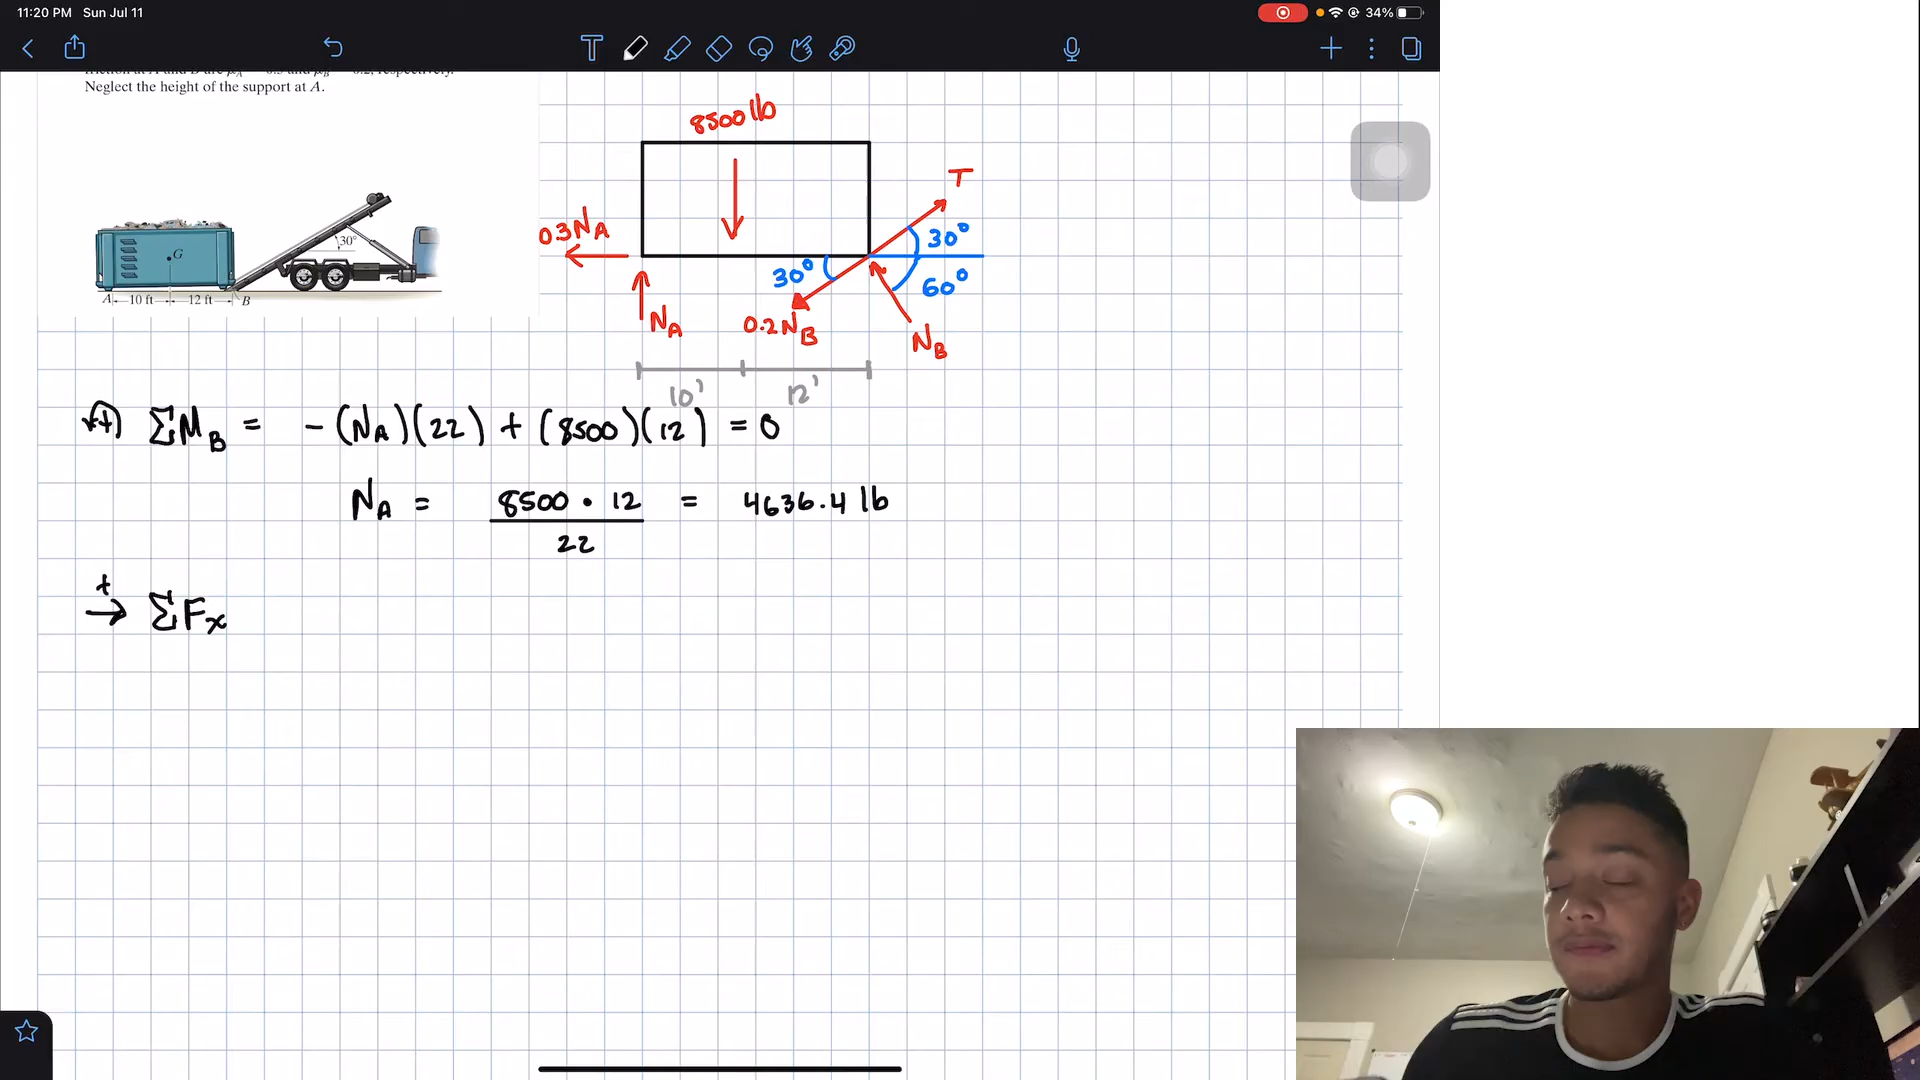 11:20 PM Sun Jul 11
34%
Neglect the height of the support at A.
8500 lb
T
0.3NA
30°
30°
60°
NA
0.2NB
NB
10'
12'
30°
G
A
10 ft
12 ft
B
+ ΣMB = -(NA)(22) + (8500)(12) = 0
NA = 8500 · 12 = 4636.4 lb
22
+
→ ΣFx